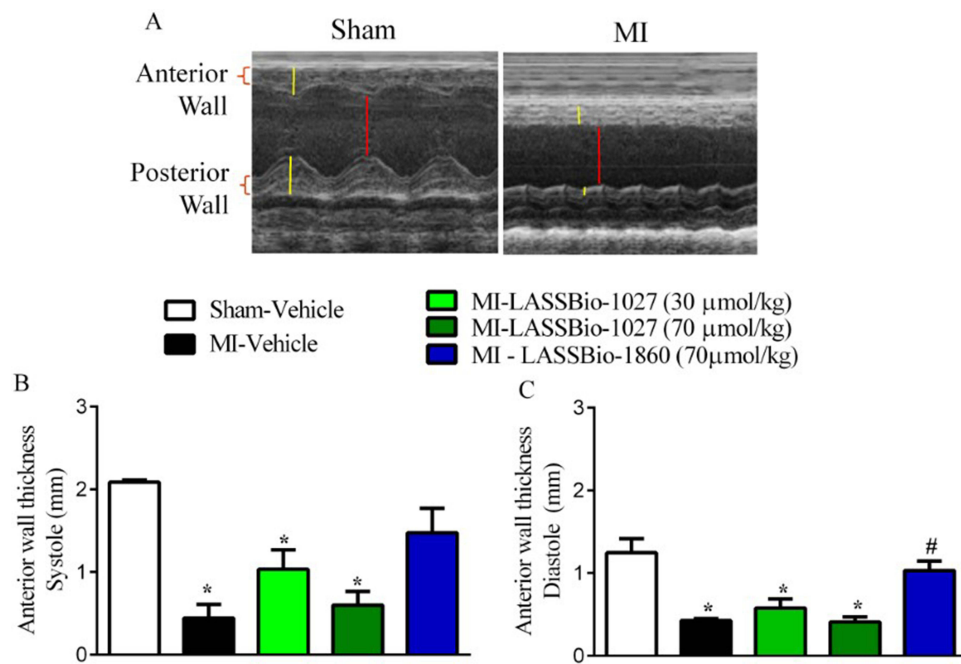 A
Sham
MI
Anterior
Wall
Posterior
Wall
Sham-Vehicle
MI-Vehicle
MI-LASSBio-1027 (30 μmol/kg)
MI-LASSBio-1027 (70 μmol/kg)
MI - LASSBio-1860 (70μmol/kg)
B
Anterior wall thickness
Systole (mm)
3
2
1
0
*
*
*
C
Anterior wall thickness
Diastole (mm)
3
2
1
0
*
*
*
#